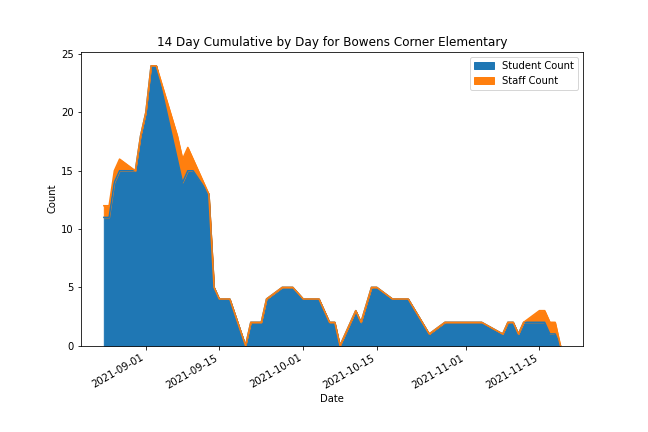 14 Day Cumulative by Day for Bowens Corner Elementary
Student Count
Staff Count
25
20
15
10
5
0
Count
2021-09-01
2021-09-15
2021-10-01
2021-10-15
2021-11-01
2021-11-15
Date